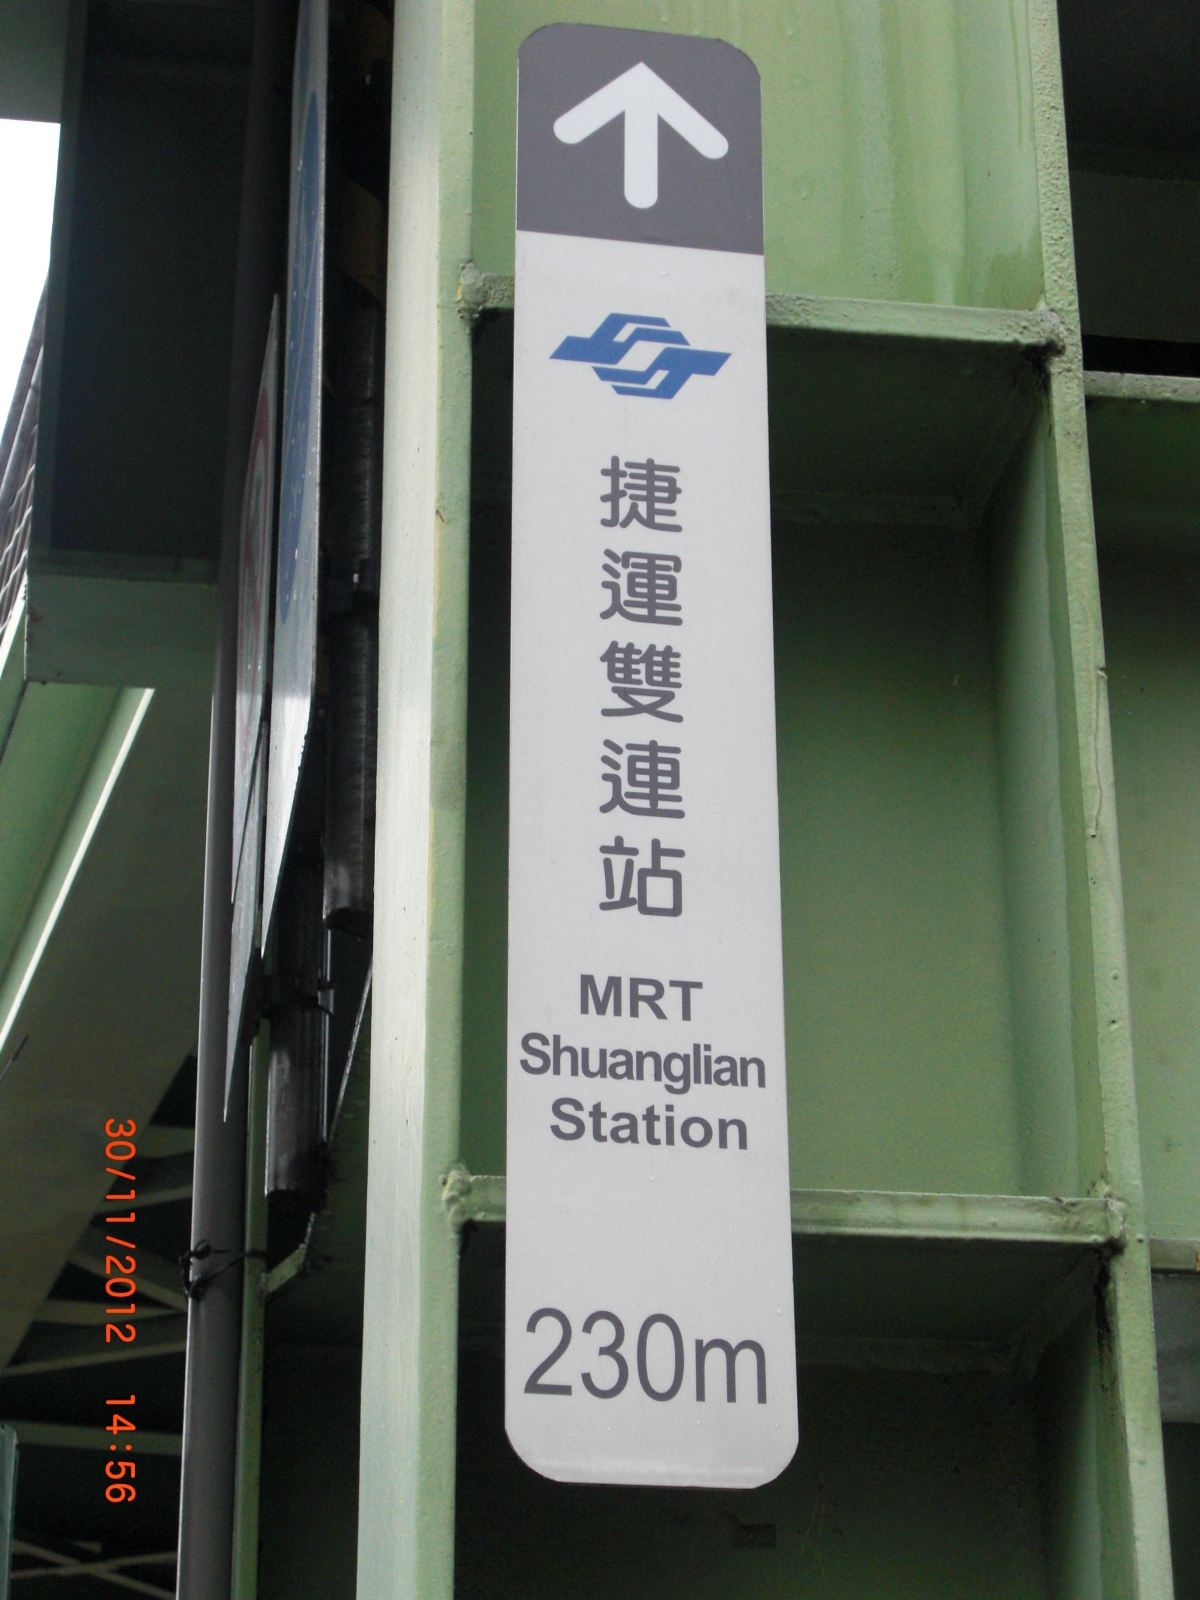 捷運雙連站
MRT
Shuanglian
Station
230m
30/11/2012 14:56